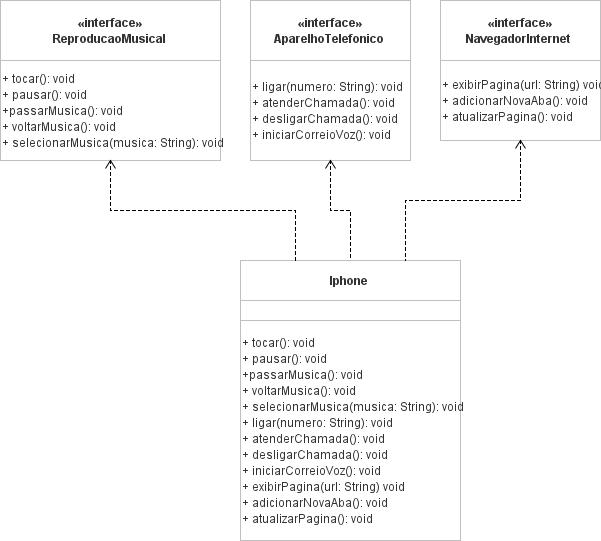 «interface»
ReproducaoMusical
+ tocar(): void
+ pausar(): void
+passarMusica(): void
+ voltarMusica(): void
+ selecionarMusica(musica: String): void
«interface»
AparelhoTelefonico
+ ligar(numero: String): void
+ atenderChamada(): void
+ desligarChamada(): void
+ iniciarCorreioVoz(): void
«interface»
NavegadorInternet
+ exibirPagina(url: String) void
+ adicionarNovaAba(): void
+ atualizarPagina(): void
Iphone
+ tocar(): void
+ pausar(): void
+passarMusica(): void
+ voltarMusica(): void
+ selecionarMusica(musica: String): void
+ ligar(numero: String): void
+ atenderChamada(): void
+ desligarChamada(): void
+ iniciarCorreioVoz(): void
+ exibirPagina(url: String) void
+ adicionarNovaAba(): void
+ atualizarPagina(): void